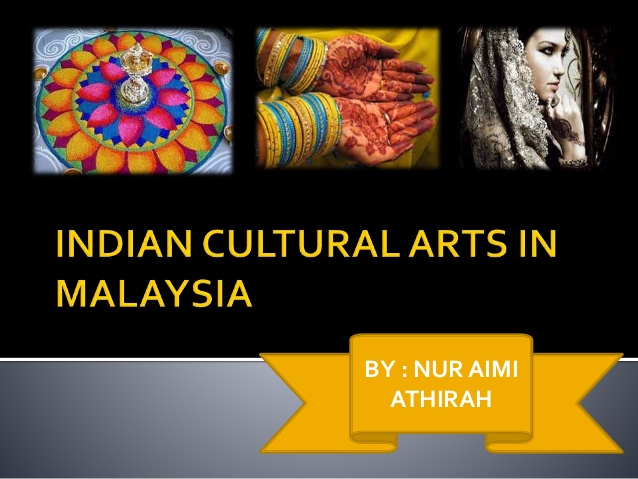 INDIAN CULTURAL ARTS IN
MALAYSIA
BY : NUR AIMI
ATHIRAH